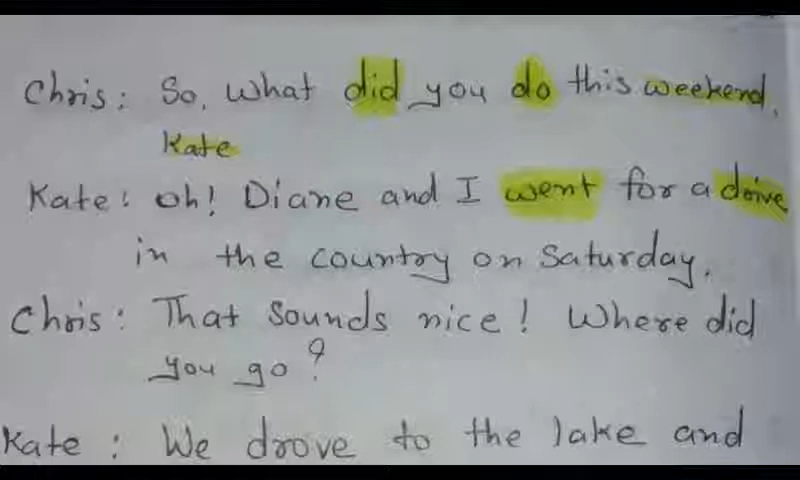 Chris: So, what did you do this weekend,
Kate
Kate: Oh! Diane and I went for a drive
in the country on Saturday.
Chris: That sounds nice! Where did
you go?
Kate: We drove to the lake and